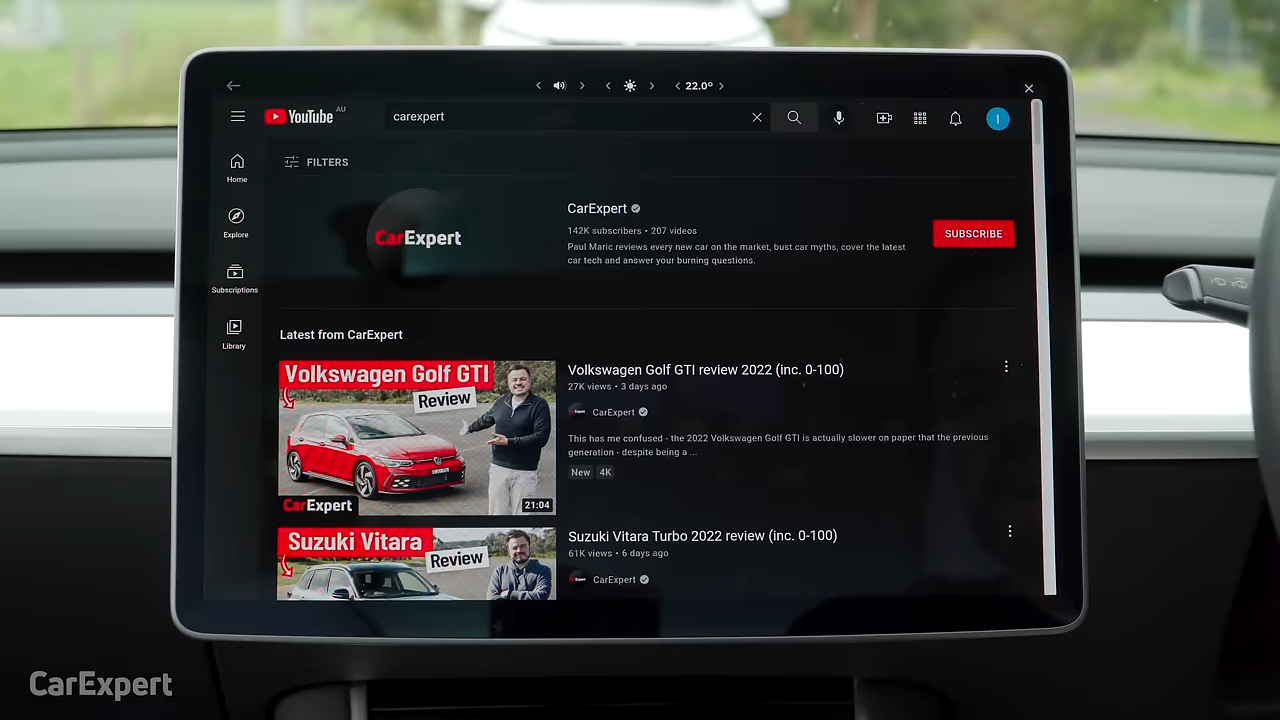 22.0°
YouTube AU
carexpert
FILTERS
Home
Explore
Subscriptions
Library
CarExpert
CarExpert
142K subscribers • 207 videos
Paul Maric reviews every new car on the market, bust car myths, cover the latest
car tech and answer your burning questions.
SUBSCRIBE
I
Latest from CarExpert
Volkswagen Golf GTI
Review
CarExpert
21:04
Volkswagen Golf GTI review 2022 (inc. 0-100)
27K views • 3 days ago
CarExpert
This has me confused - the 2022 Volkswagen Golf GTI is actually slower on paper that the previous
generation - despite being a ...
New 4K
Suzuki Vitara
Review
Suzuki Vitara Turbo 2022 review (inc. 0-100)
61K views • 6 days ago
CarExpert
CarExpert